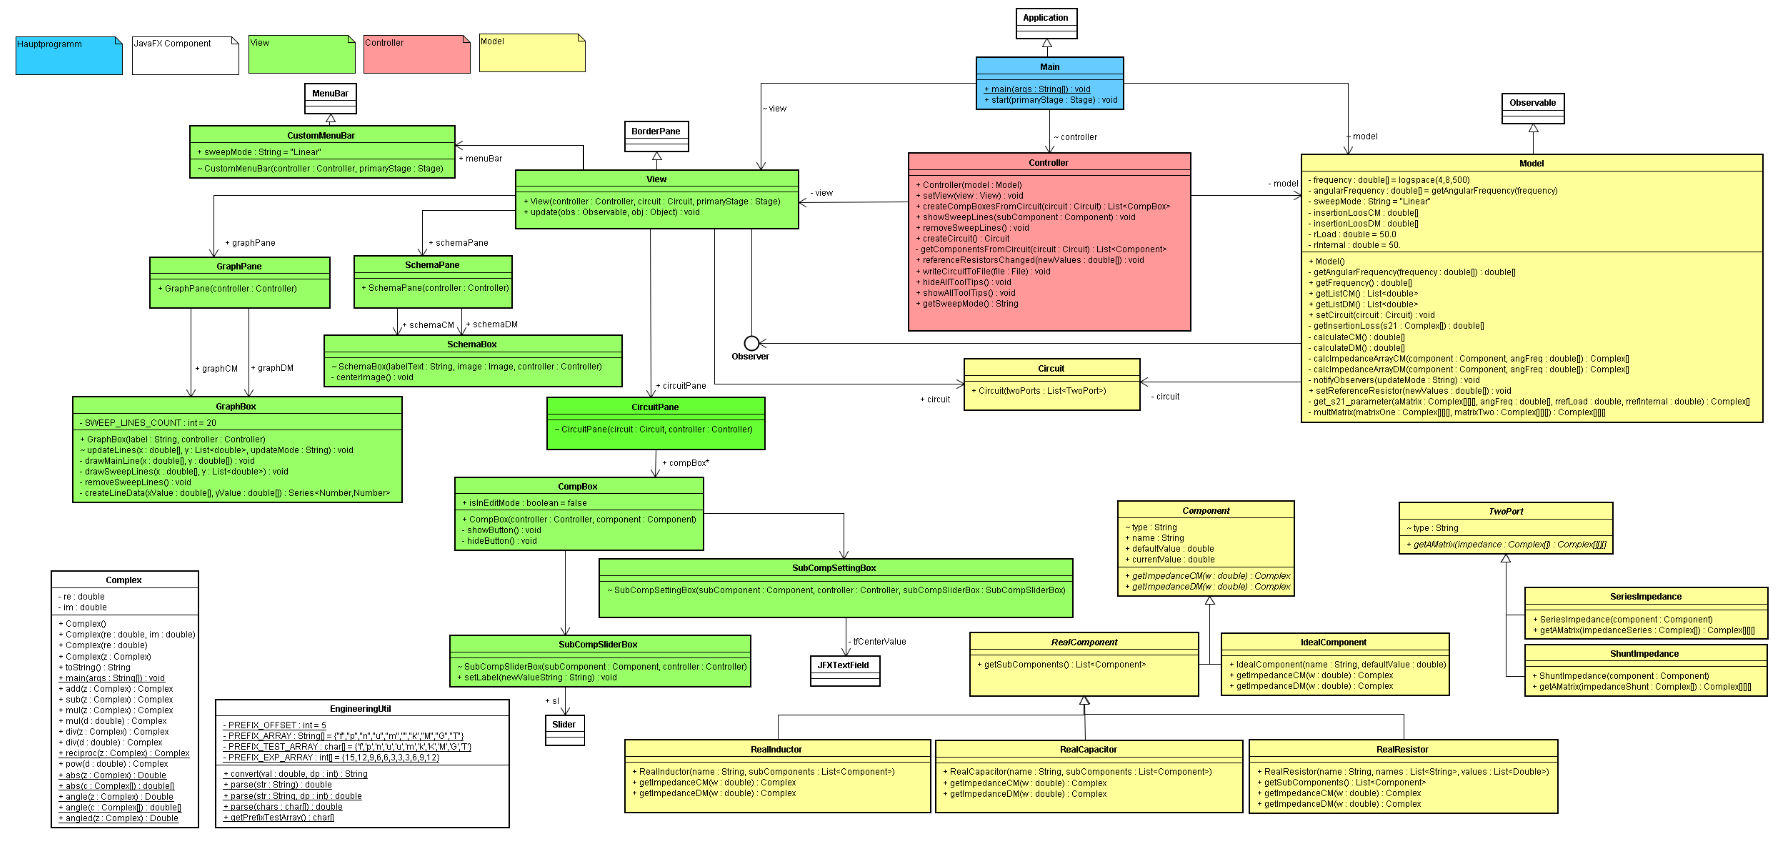 Hauptprogramm
JavaFX Component
View
Controller
Model
Application
Main
+ main(args : String[]) : void
+ start(primaryStage : Stage) : void
~ view
~ controller
~ model
MenuBar
CustomMenuBar
+ sweepMode : String = "Linear"
~ CustomMenuBar(controller : Controller, primaryStage : Stage)
+ menuBar
BorderPane
View
+ View(controller : Controller, circuit : Circuit, primaryStage : Stage)
+ update(obs : Observable, obj : Object) : void
- view
Controller
+ Controller(model : Model)
+ setView(view : View) : void
+ createCompBoxesFromCircuit(circuit : Circuit) : List<CompBox>
+ showSweepLines(subComponent : Component) : void
+ removeSweepLines() : void
+ createCircuit() : Circuit
- getComponentsFromCIrcuit(circuit : Circuit) : List<Component>
+ referenceResistorsChanged(newValues : double[]) : void
+ writeCircuitToFile(file : File) : void
+ hideAllToolTips() : void
+ showAllToolTips() : void
+ getSweepMode() : String
- model
Observable
Model
- frequency : double[] = logspace(4,8,500)
- angularFrequency : double[] = getAngularFrequency(frequency)
- sweepMode : String = "Linear"
- insertionLoosCM : double[]
- insertionLoosDM : double[]
- rLoad : double = 50.0
- rInternal : double = 50.
+ Model()
- getAngularFrequency(frequency : double[]) : double[]
+ getFrequency() : double[]
+ getListCM() : List<double>
+ getListDM() : List<double>
+ setCircuit(circuit : Circuit) : void
- getInsertionLoss(s21 : Complex[]) : double[]
- calculateCM() : double[]
- calculateDM() : double[]
- calcImpedanceArrayCM(component : Component, angFreq : double[]) : Complex[]
- calcImpedanceArrayDM(component : Component, angFreq : double[]) : Complex[]
- notifyObservers(updateMode : String) : void
+ setReferenceResistor(newValues : double[]) : void
- get_s21_parameter(aMatrix : Complex[][][], angFreq : double[], rrefLoad : double, rrefInternal : double) : Complex[]
- multMatrix(matrixOne : Complex[][][], matrixTwo : Complex[][][]) : Complex[][][]
+ graphPane
+ schemaPane
GraphPane
+ GraphPane(controller : Controller)
SchemaPane
+ SchemaPane(controller : Controller)
+ schemaCM
+ schemaDM
SchemaBox
~ SchemaBox(labelText : String, image : Image, controller : Controller)
- centerImage() : void
+ graphCM
+ graphDM
GraphBox
- SWEEP_LINES_COUNT : int = 20
+ GraphBox(label : String, controller : Controller)
~ updateLines(x : double[], y : List<double>, updateMode : String) : void
- drawMainLine(x : double[], y : double[]) : void
- drawSweepLines(x : double[], y : List<double>) : void
- removeSweepLines() : void
- createLineData(xValue : double[], yValue : double[]) : Series<Number,Number>
Observer
+ circuitPane
+ circuit
Circuit
+ Circuit(twoPorts : List<TwoPort>)
- circuit
CircuitPane
~ CircuitPane(circuit : Circuit, controller : Controller)
+ compBox*
CompBox
+ isInEditMode : boolean = false
+ CompBox(controller : Controller, component : Component)
- showButton() : void
- hideButton() : void
SubCompSettingBox
~ SubCompSettingBox(subComponent : Component, controller : Controller, subCompSliderBox : SubCompSliderBox)
- tfCenterValue
JFXTextField
SubCompSliderBox
~ SubCompSliderBox(subComponent : Component, controller : Controller)
+ setLabel(newValueString : String) : void
+ sl
Slider
Component
~ type : String
+ name : String
+ defaultValue : double
+ currentValue : double
+ getImpedanceCM(w : double) : Complex
+ getImpedanceDM(w : double) : Complex
TwoPort
~ type : String
+ getAMatrix(impedance : Complex[]) : Complex[][][]
SeriesImpedance
+ SeriesImpedance(component : Component)
+ getAMatrix(impedanceSeries : Complex[]) : Complex[][][]
ShuntImpedance
+ ShuntImpedance(component : Component)
+ getAMatrix(impedanceShunt : Complex[]) : Complex[][][]
RealComponent
+ getSubComponents() : List<Component>
IdealComponent
+ IdealComponent(name : String, defaultValue : double)
+ getImpedanceCM(w : double) : Complex
+ getImpedanceDM(w : double) : Complex
RealInductor
+ RealInductor(name : String, subComponents : List<Component>)
+ getImpedanceCM(w : double) : Complex
+ getImpedanceDM(w : double) : Complex
RealCapacitor
+ RealCapacitor(name : String, subComponents : List<Component>)
+ getImpedanceCM(w : double) : Complex
+ getImpedanceDM(w : double) : Complex
RealResistor
+ RealResistor(name : String, names : List<String>, values : List<Double>)
+ getSubComponents() : List<Component>
+ getImpedanceCM(w : double) : Complex
+ getImpedanceDM(w : double) : Complex
Complex
- re : double
- im : double
+ Complex()
+ Complex(re : double, im : double)
+ Complex(re : double)
+ Complex(z : Complex)
+ toString() : String
+ main(args : String[]) : void
+ add(z : Complex) : Complex
+ sub(z : Complex) : Complex
+ mul(z : Complex) : Complex
+ mul(d : double) : Complex
+ div(z : Complex) : Complex
+ div(d : double) : Complex
+ reciproc(z : Complex) : Complex
+ pow(d : double) : Complex
+ abs(z : Complex) : Double
+ abs(c : Complex[]) : double[]
+ angle(z : Complex) : Double
+ angle(c : Complex[]) : double[]
+ angled(z : Complex) : Double
EngineeringUtil
- PREFIX_OFFSET : int = 5
- PREFIX_ARRAY : String[] = {"f","p","n","u","m","","k","M","G","T"}
- PREFIX_TEST_ARRAY : char[] = {'f','p','n','u','u','m','k','K','M','G','T'}
- PREFIX_EXP_ARRAY : int[] = {15,12,9,6,6,3,3,3,6,9,12}
+ convert(val : double, dp : int) : String
+ parse(str : String) : double
+ parse(str : String, dp : int) : double
+ parse(chars : char[]) : double
+ getPrefixTestArray() : char[]